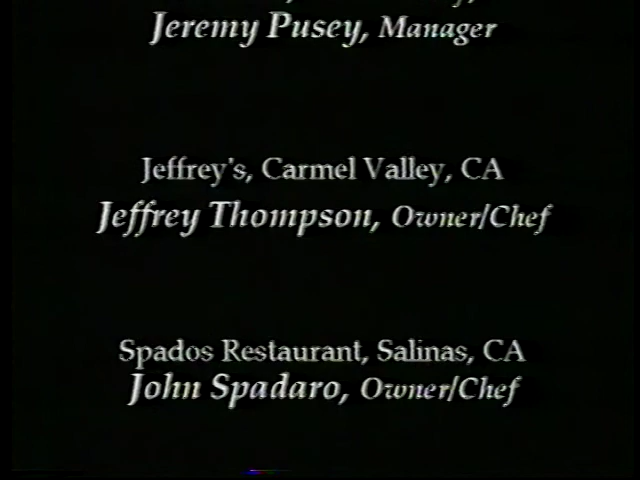 Jeremy Pusey, Manager
Jeffrey's, Carmel Valley, CA
Jeffrey Thompson, Owner/Chef
Spados Restaurant, Salinas, CA
John Spadaro, Owner/Chef